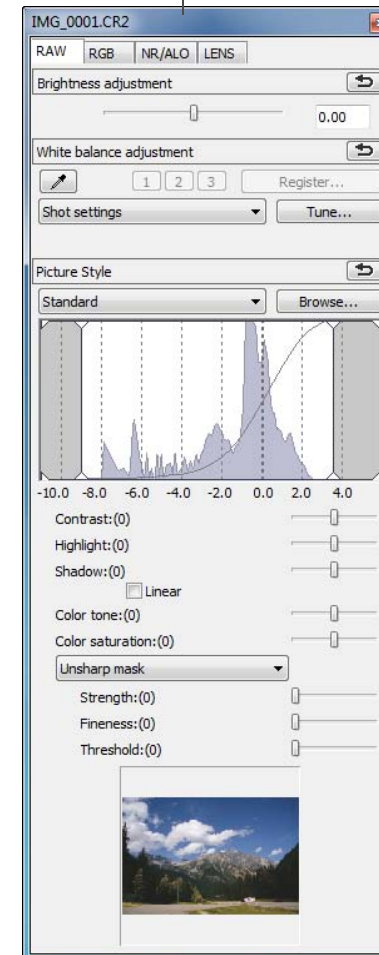 IMG_0001.CR2
RAW RGB NR/ALO LENS
Brightness adjustment
0.00
White balance adjustment
1 2 3 Register...
Shot settings Tune...
Picture Style
Standard Browse...
-10.0 -8.0 -6.0 -4.0 -2.0 0.0 2.0 4.0
Contrast:(0)
Highlight:(0)
Shadow:(0)
Linear
Color tone:(0)
Color saturation:(0)
Unsharp mask
Strength:(0)
Fineness:(0)
Threshold:(0)